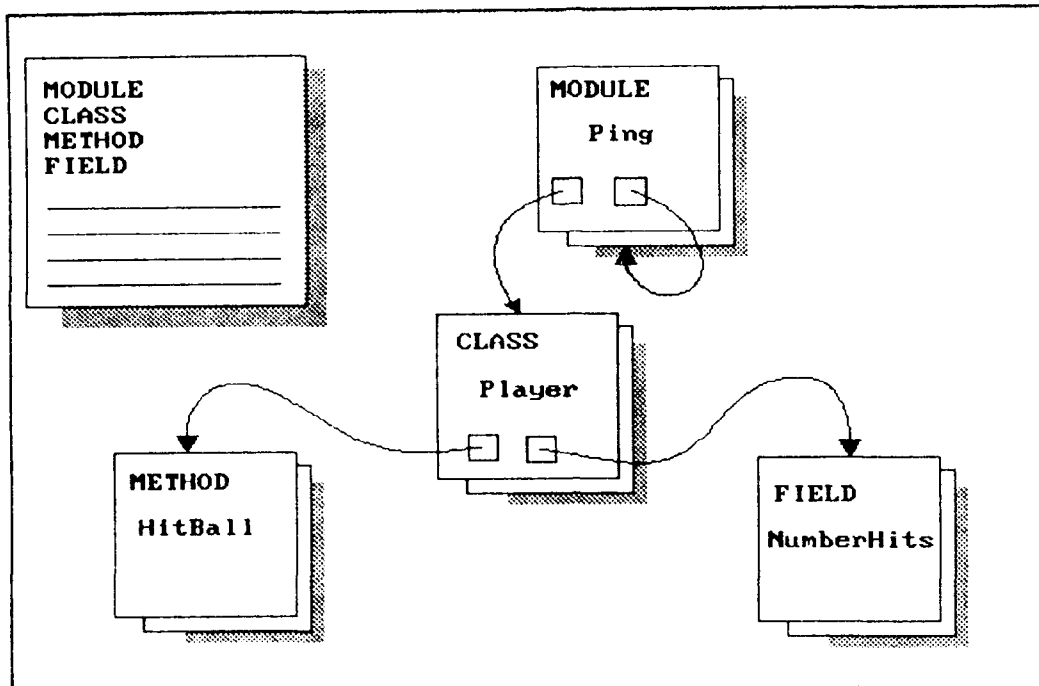 MODULE
CLASS
METHOD
FIELD
MODULE
Ping
CLASS
Player
METHOD
HitBall
FIELD
NumberHits